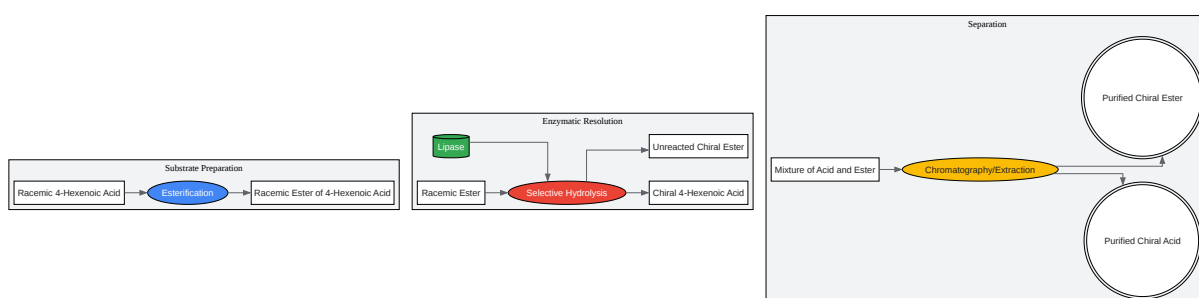 Substrate Preparation
Racemic 4-Hexenoic Acid
Esterification
Racemic Ester of 4-Hexenoic Acid
Enzymatic Resolution
Lipase
Unreacted Chiral Ester
Racemic Ester
Selective Hydrolysis
Chiral 4-Hexenoic Acid
Separation
Purified Chiral Ester
Mixture of Acid and Ester
Chromatography/Extraction
Purified Chiral Acid